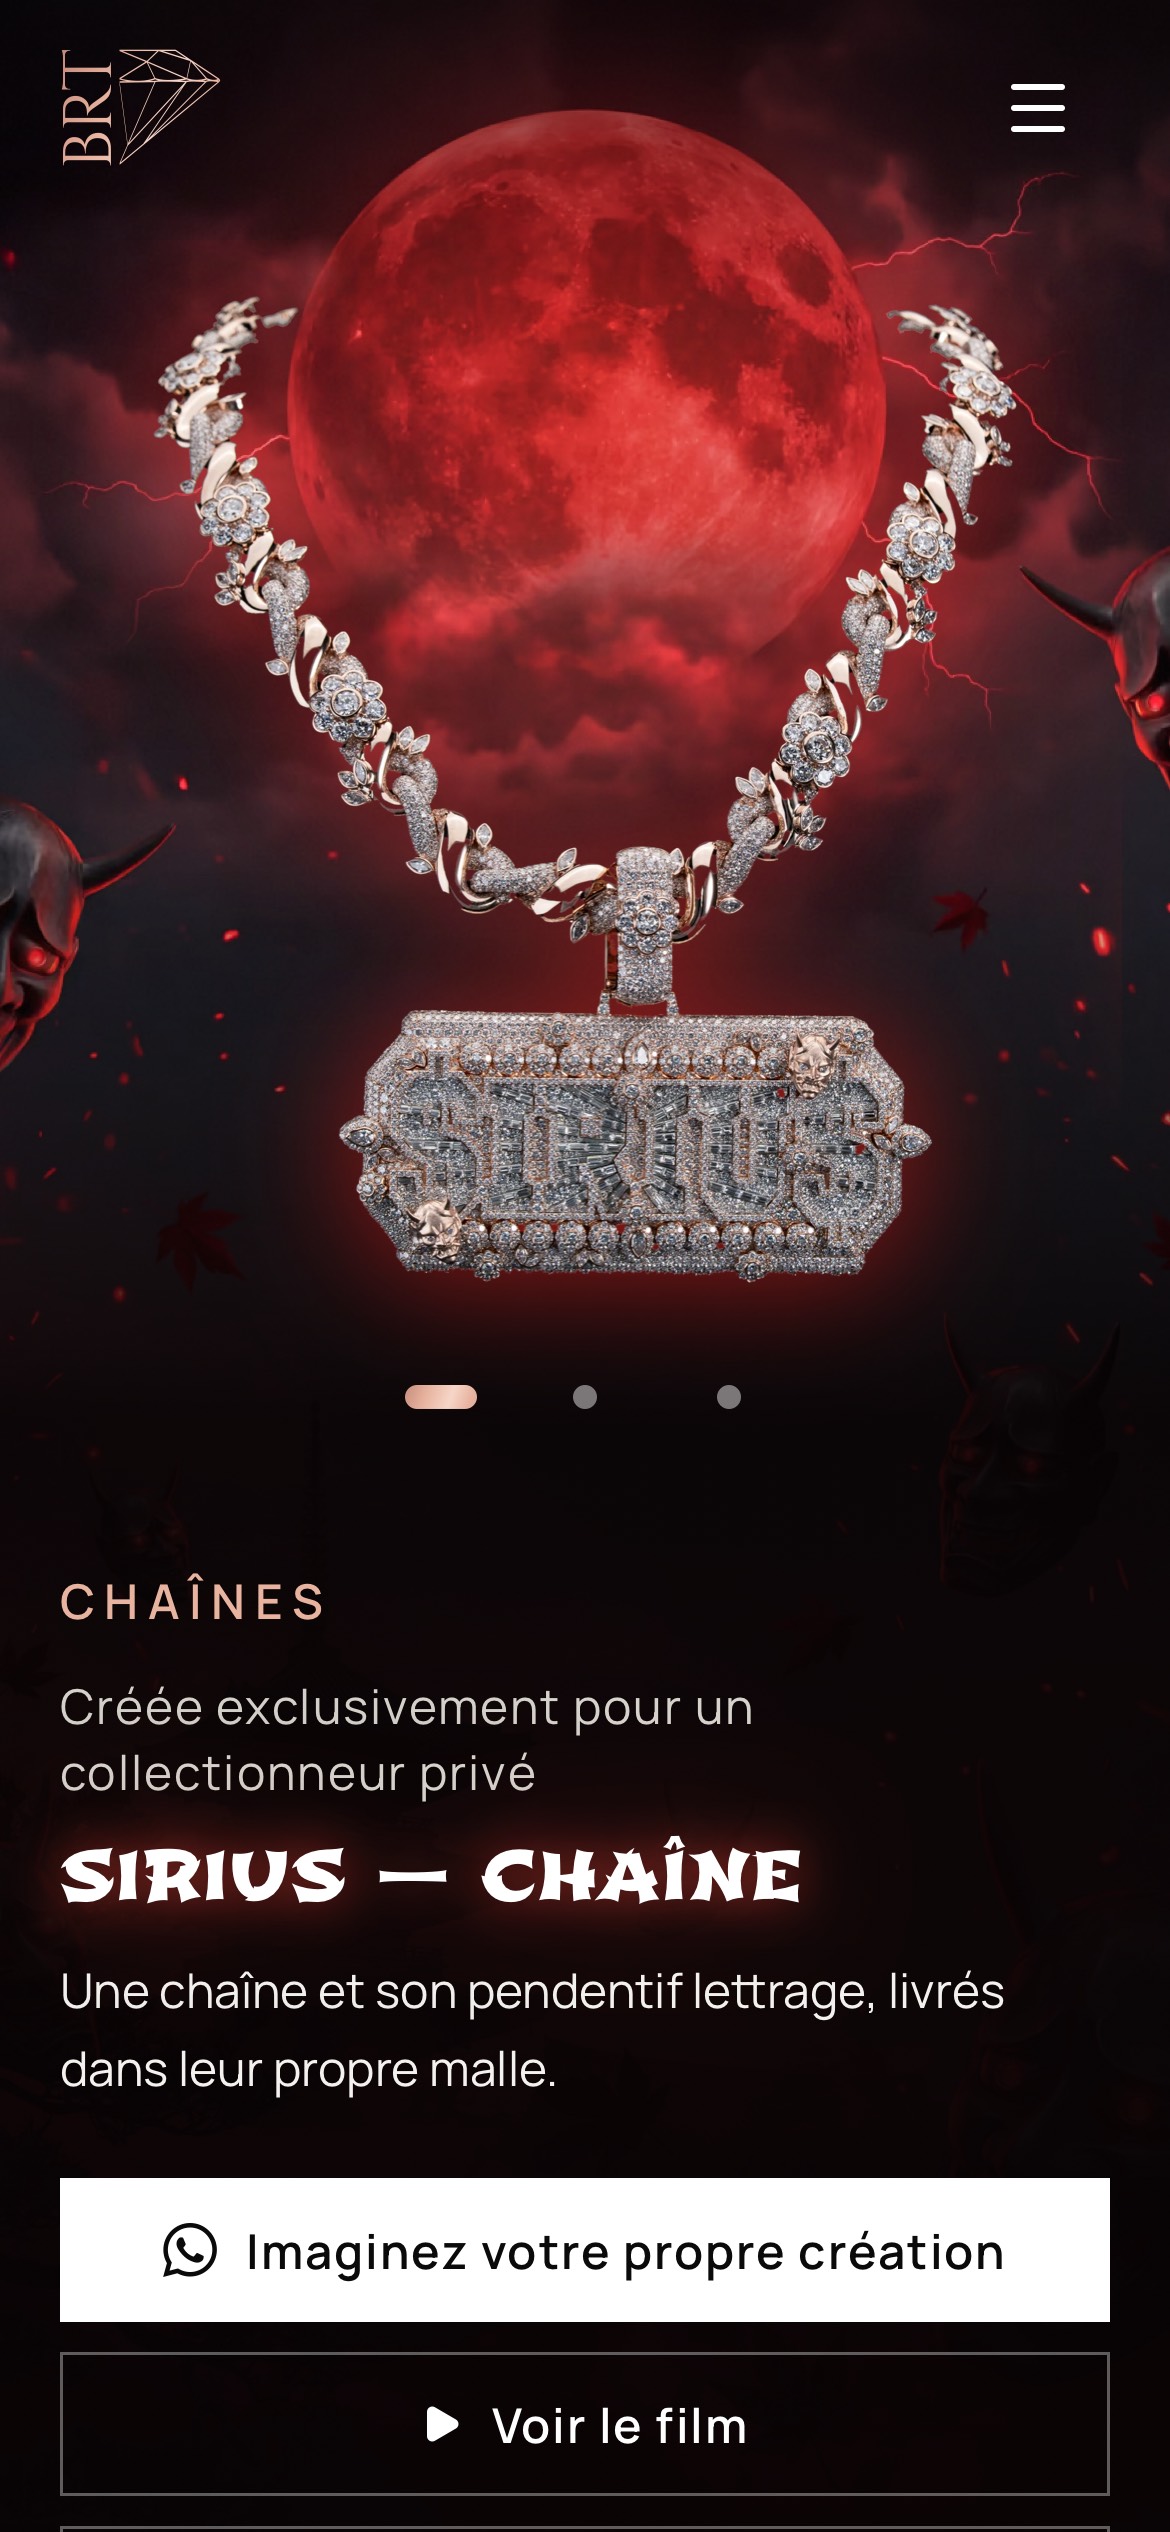 BRT
SIRIUS
CHAÎNES
Créée exclusivement pour un
collectionneur privé
SIRIUS — CHAÎNE
Une chaîne et son pendentif lettrage, livrés
dans leur propre malle.
Imaginez votre propre création
Voir le film